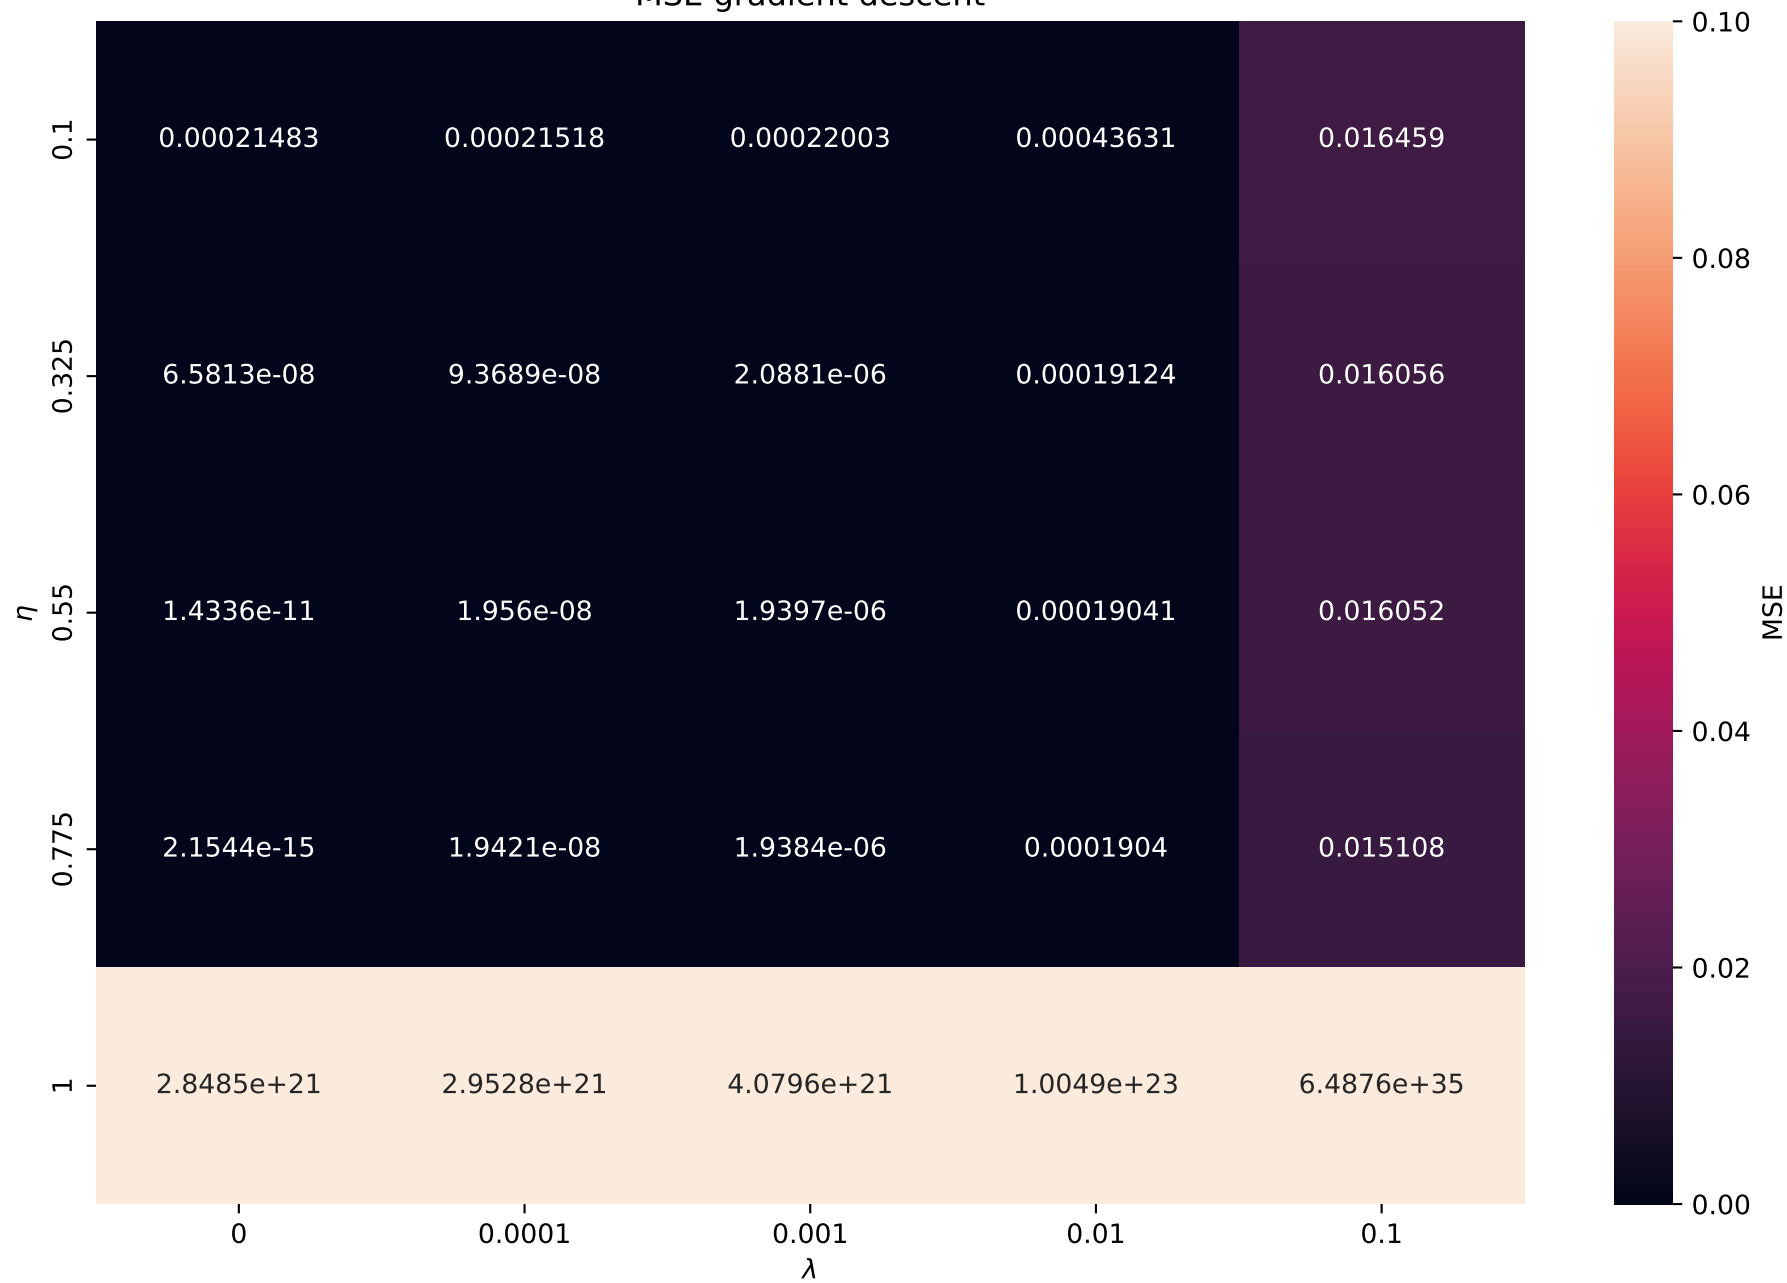 MSE gradient descent
0.10
0.1 0.00021483 0.00021518 0.00022003 0.00043631 0.016459
0.08
0.325 6.5813e-08 9.3689e-08 2.0881e-06 0.00019124 0.016056
0.06
η 0.55 1.4336e-11 1.956e-08 1.9397e-06 0.00019041 0.016052 MSE
0.04
0.775 2.1544e-15 1.9421e-08 1.9384e-06 0.0001904 0.015108
0.02
1 2.8485e+21 2.9528e+21 4.0796e+21 1.0049e+23 6.4876e+35
0.00
0 0.0001 0.001 0.01 0.1
λ